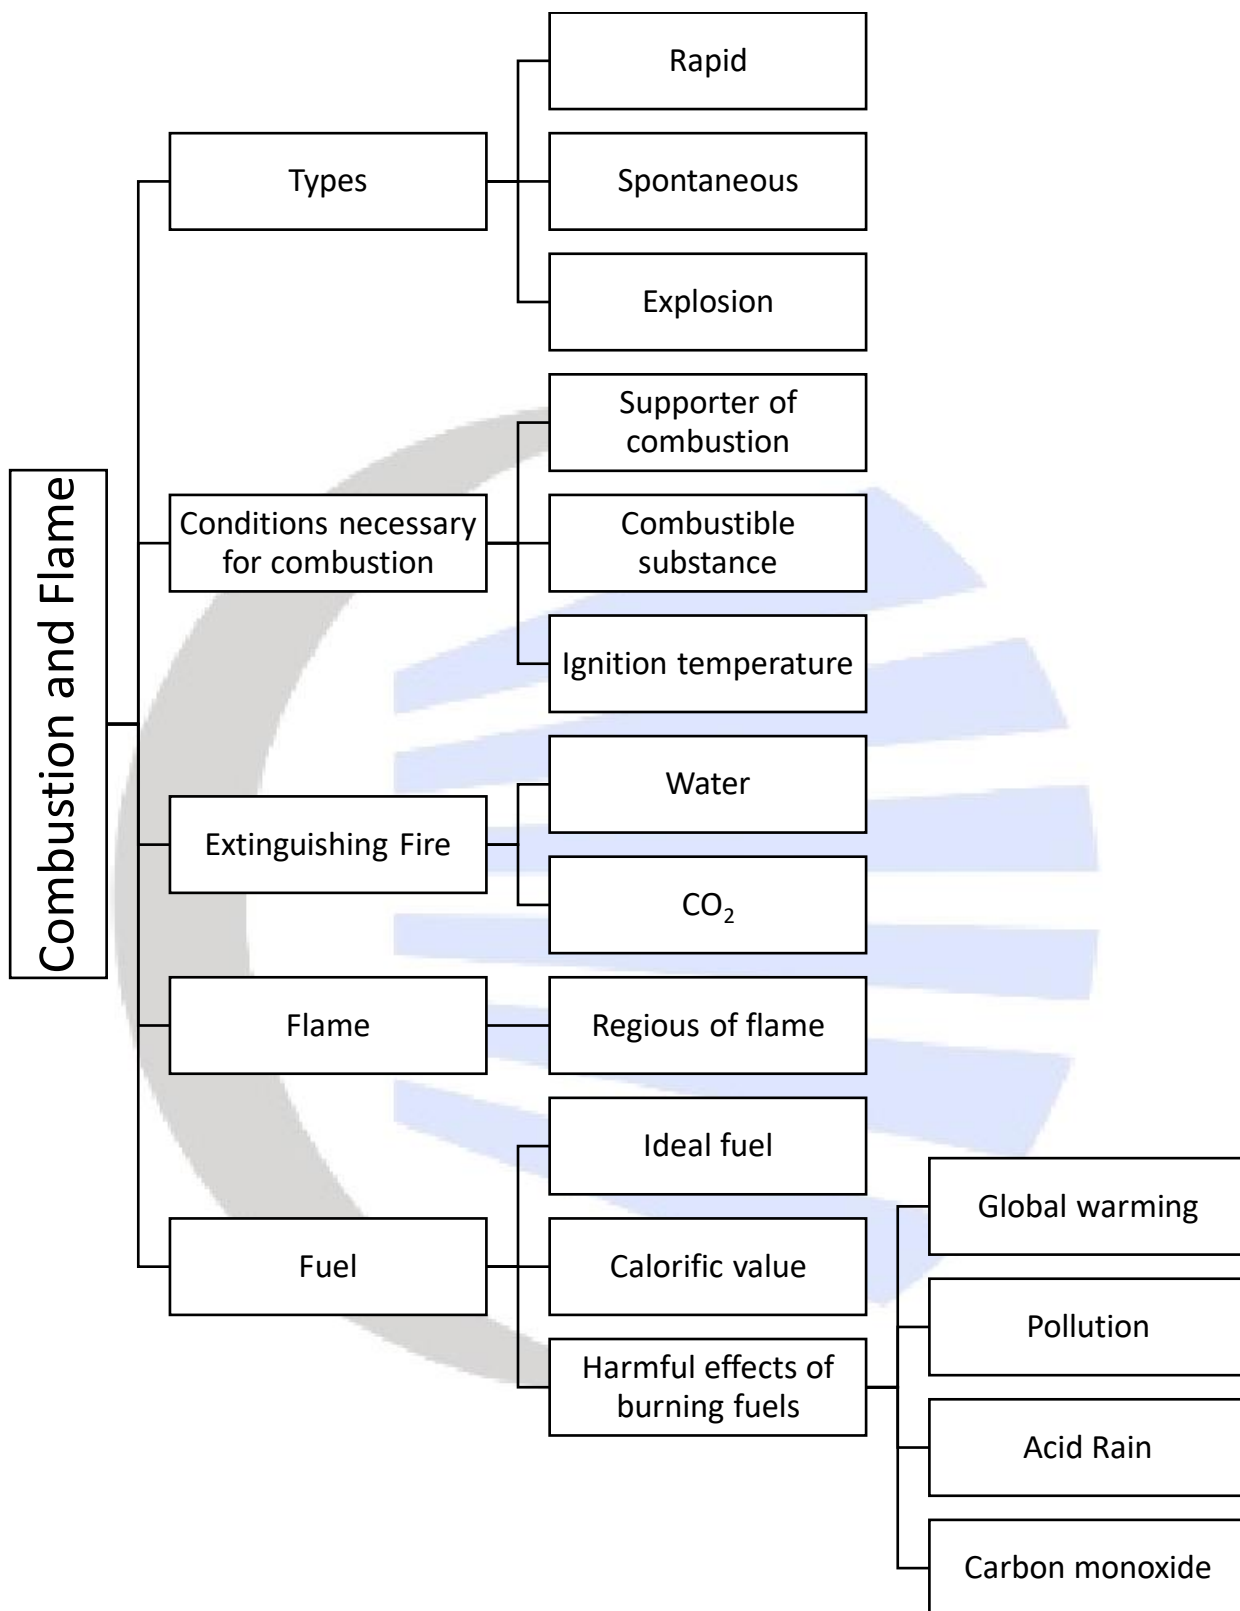 Combustion and Flame
Types
Rapid
Spontaneous
Explosion
Conditions necessary
for combustion
Supporter of
combustion
Combustible
substance
Ignition temperature
Extinguishing Fire
Water
CO₂
Flame
Regious of flame
Fuel
Ideal fuel
Calorific value
Harmful effects of
burning fuels
Global warming
Pollution
Acid Rain
Carbon monoxide